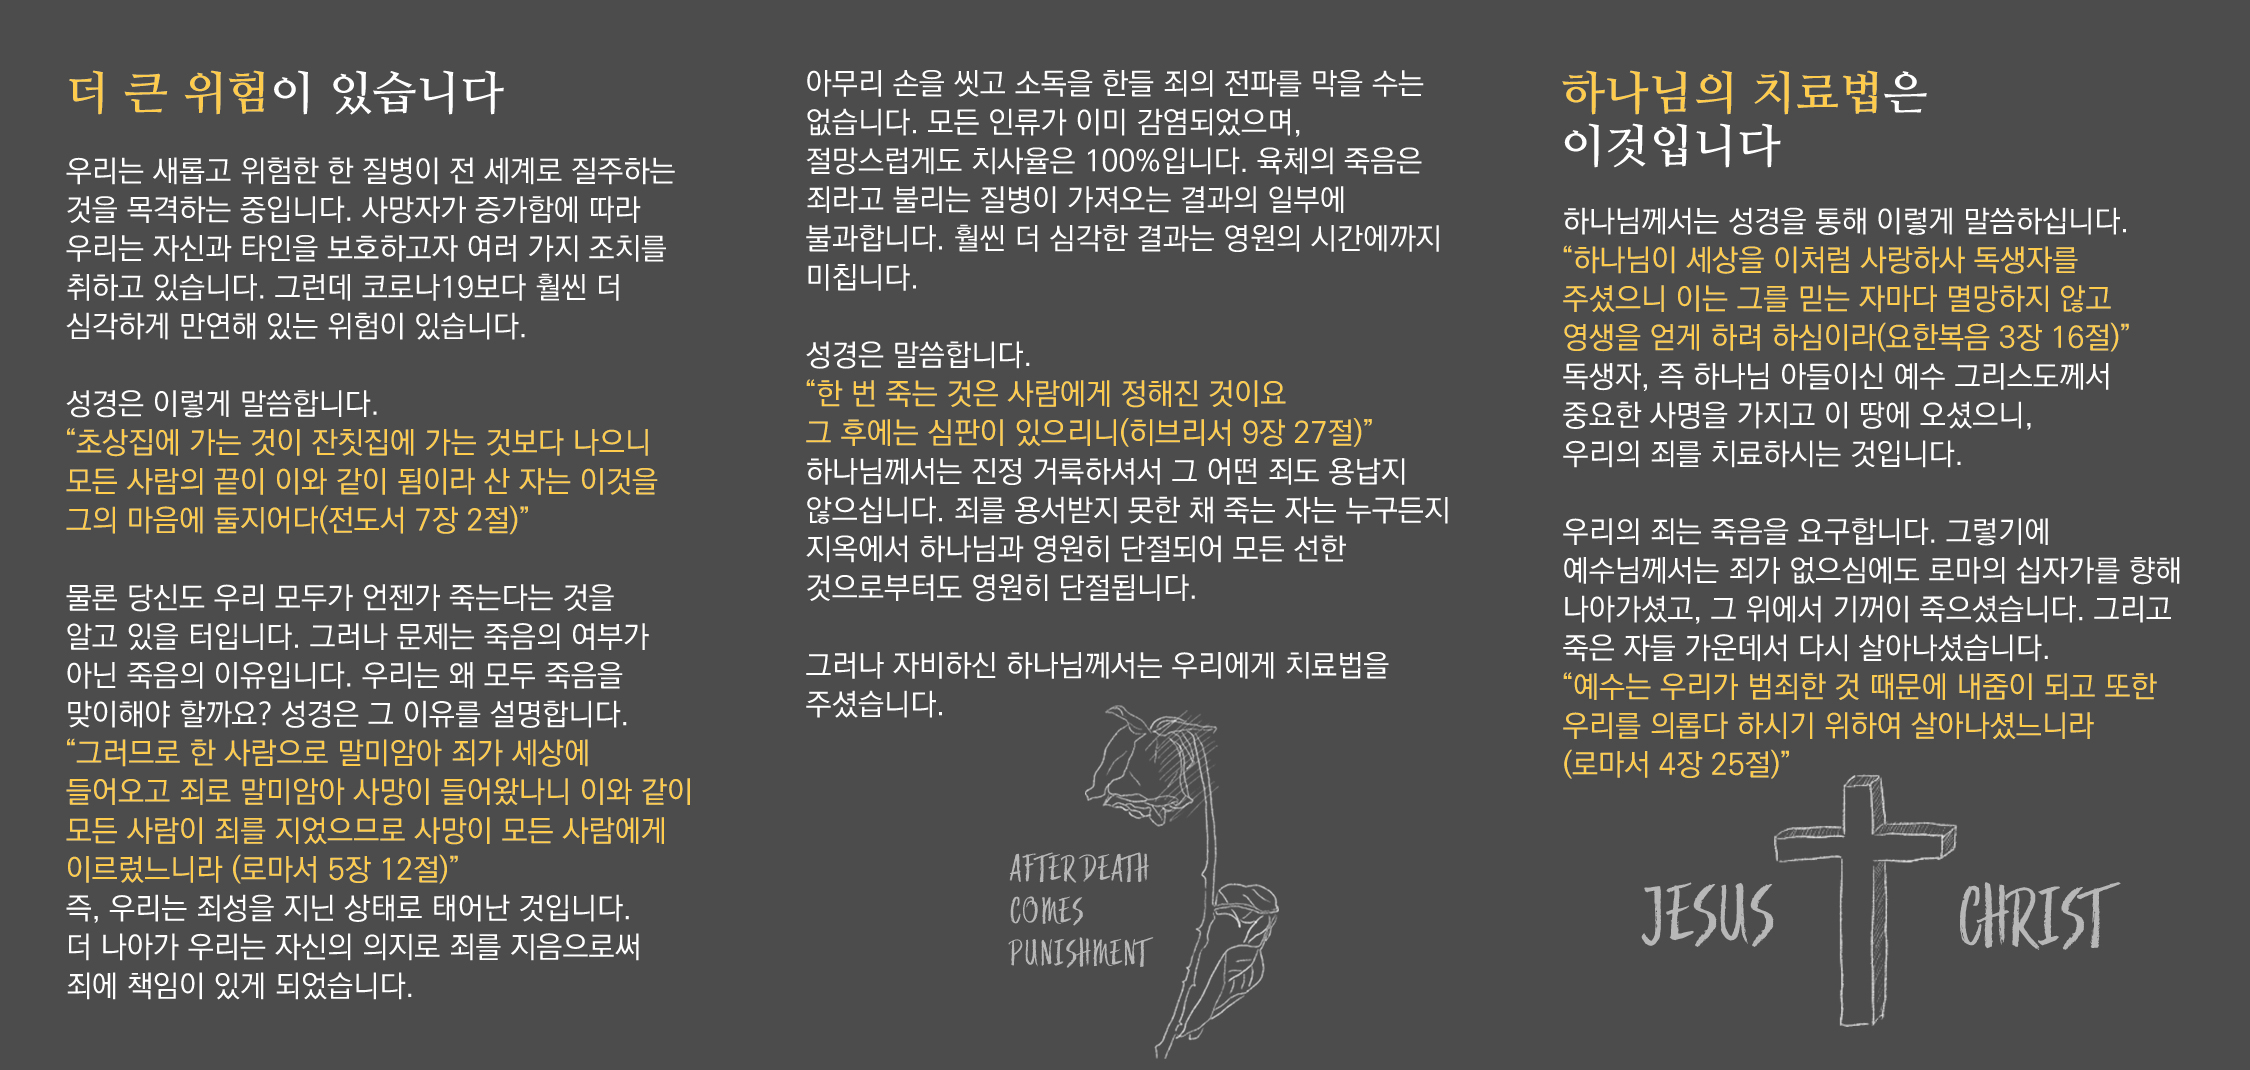 더 큰 위험이 있습니다
우리는 새롭고 위험한 한 질병이 전 세계로 질주하는
것을 목격하는 중입니다. 사망자가 증가함에 따라
우리는 자신과 타인을 보호하고자 여러 가지 조치를
취하고 있습니다. 그런데 코로나19보다 훨씬 더
심각하게 만연해 있는 위험이 있습니다.
성경은 이렇게 말씀합니다.
“초상집에 가는 것이 잔칫집에 가는 것보다 나으니
모든 사람의 끝이 이와 같이 됨이라 산 자는 이것을
그의 마음에 둘지어다(전도서 7장 2절)”
물론 당신도 우리 모두가 언젠가 죽는다는 것을
알고 있을 터입니다. 그러나 문제는 죽음의 여부가
아닌 죽음의 이유입니다. 우리는 왜 모두 죽음을
맞이해야 할까요? 성경은 그 이유를 설명합니다.
“그러므로 한 사람으로 말미암아 죄가 세상에
들어오고 죄로 말미암아 사망이 들어왔나니 이와 같이
모든 사람이 죄를 지었으므로 사망이 모든 사람에게
이르렀느니라 (로마서 5장 12절)”
즉, 우리는 죄성을 지닌 상태로 태어난 것입니다.
더 나아가 우리는 자신의 의지로 죄를 지음으로써
죄에 책임이 있게 되었습니다.
아무리 손을 씻고 소독을 한들 죄의 전파를 막을 수는
없습니다. 모든 인류가 이미 감염되었으며,
절망스럽게도 치사율은 100%입니다. 육체의 죽음은
죄라고 불리는 질병이 가져오는 결과의 일부에
불과합니다. 훨씬 더 심각한 결과는 영원의 시간에까지
미칩니다.
성경은 말씀합니다.
“한 번 죽는 것은 사람에게 정해진 것이요
그 후에는 심판이 있으리니(히브리서 9장 27절)”
하나님께서는 진정 거룩하셔서 그 어떤 죄도 용납지
않으십니다. 죄를 용서받지 못한 채 죽는 자는 누구든지
지옥에서 하나님과 영원히 단절되어 모든 선한
것으로부터도 영원히 단절됩니다.
그러나 자비하신 하나님께서는 우리에게 치료법을
주셨습니다.
AFTER DEATH
COMES
PUNISHMENT
하나님의 치료법은
이것입니다
하나님께서는 성경을 통해 이렇게 말씀하십니다.
“하나님이 세상을 이처럼 사랑하사 독생자를
주셨으니 이는 그를 믿는 자마다 멸망하지 않고
영생을 얻게 하려 하심이라(요한복음 3장 16절)”
독생자, 즉 하나님 아들이신 예수 그리스도께서
중요한 사명을 가지고 이 땅에 오셨으니,
우리의 죄를 치료하시는 것입니다.
우리의 죄는 죽음을 요구합니다. 그렇기에
예수님께서는 죄가 없으심에도 로마의 십자가를 향해
나아가셨고, 그 위에서 기꺼이 죽으셨습니다. 그리고
죽은 자들 가운데서 다시 살아나셨습니다.
“예수는 우리가 범죄한 것 때문에 내줌이 되고 또한
우리를 의롭다 하시기 위하여 살아나셨느니라
(로마서 4장 25절)”
JESUS CHRIST